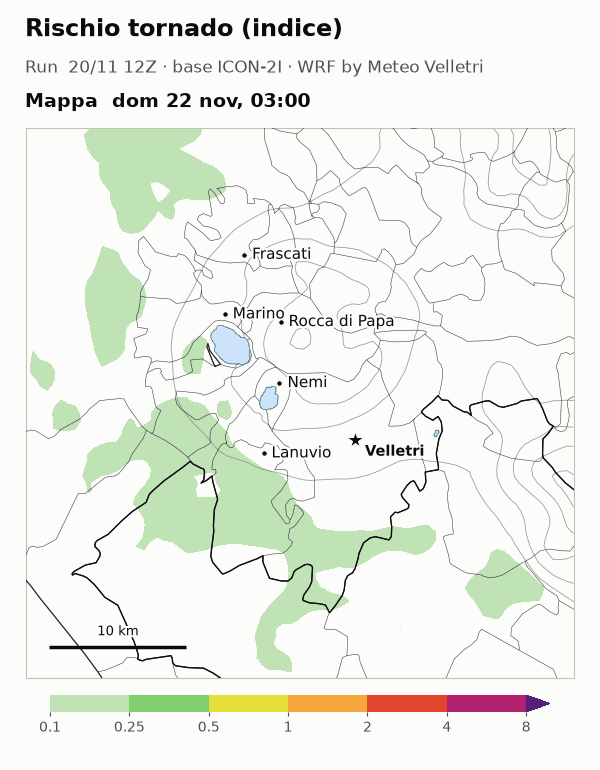 Rischio tornado (indice)
Run  20/11 12Z · base ICON-2I · WRF by Meteo Velletri
Mappa  dom 22 nov, 03:00
Frascati
Marino
Rocca di Papa
Nemi
Velletri
Lanuvio
10 km
0.1 0.25 0.5 1 2 4 8